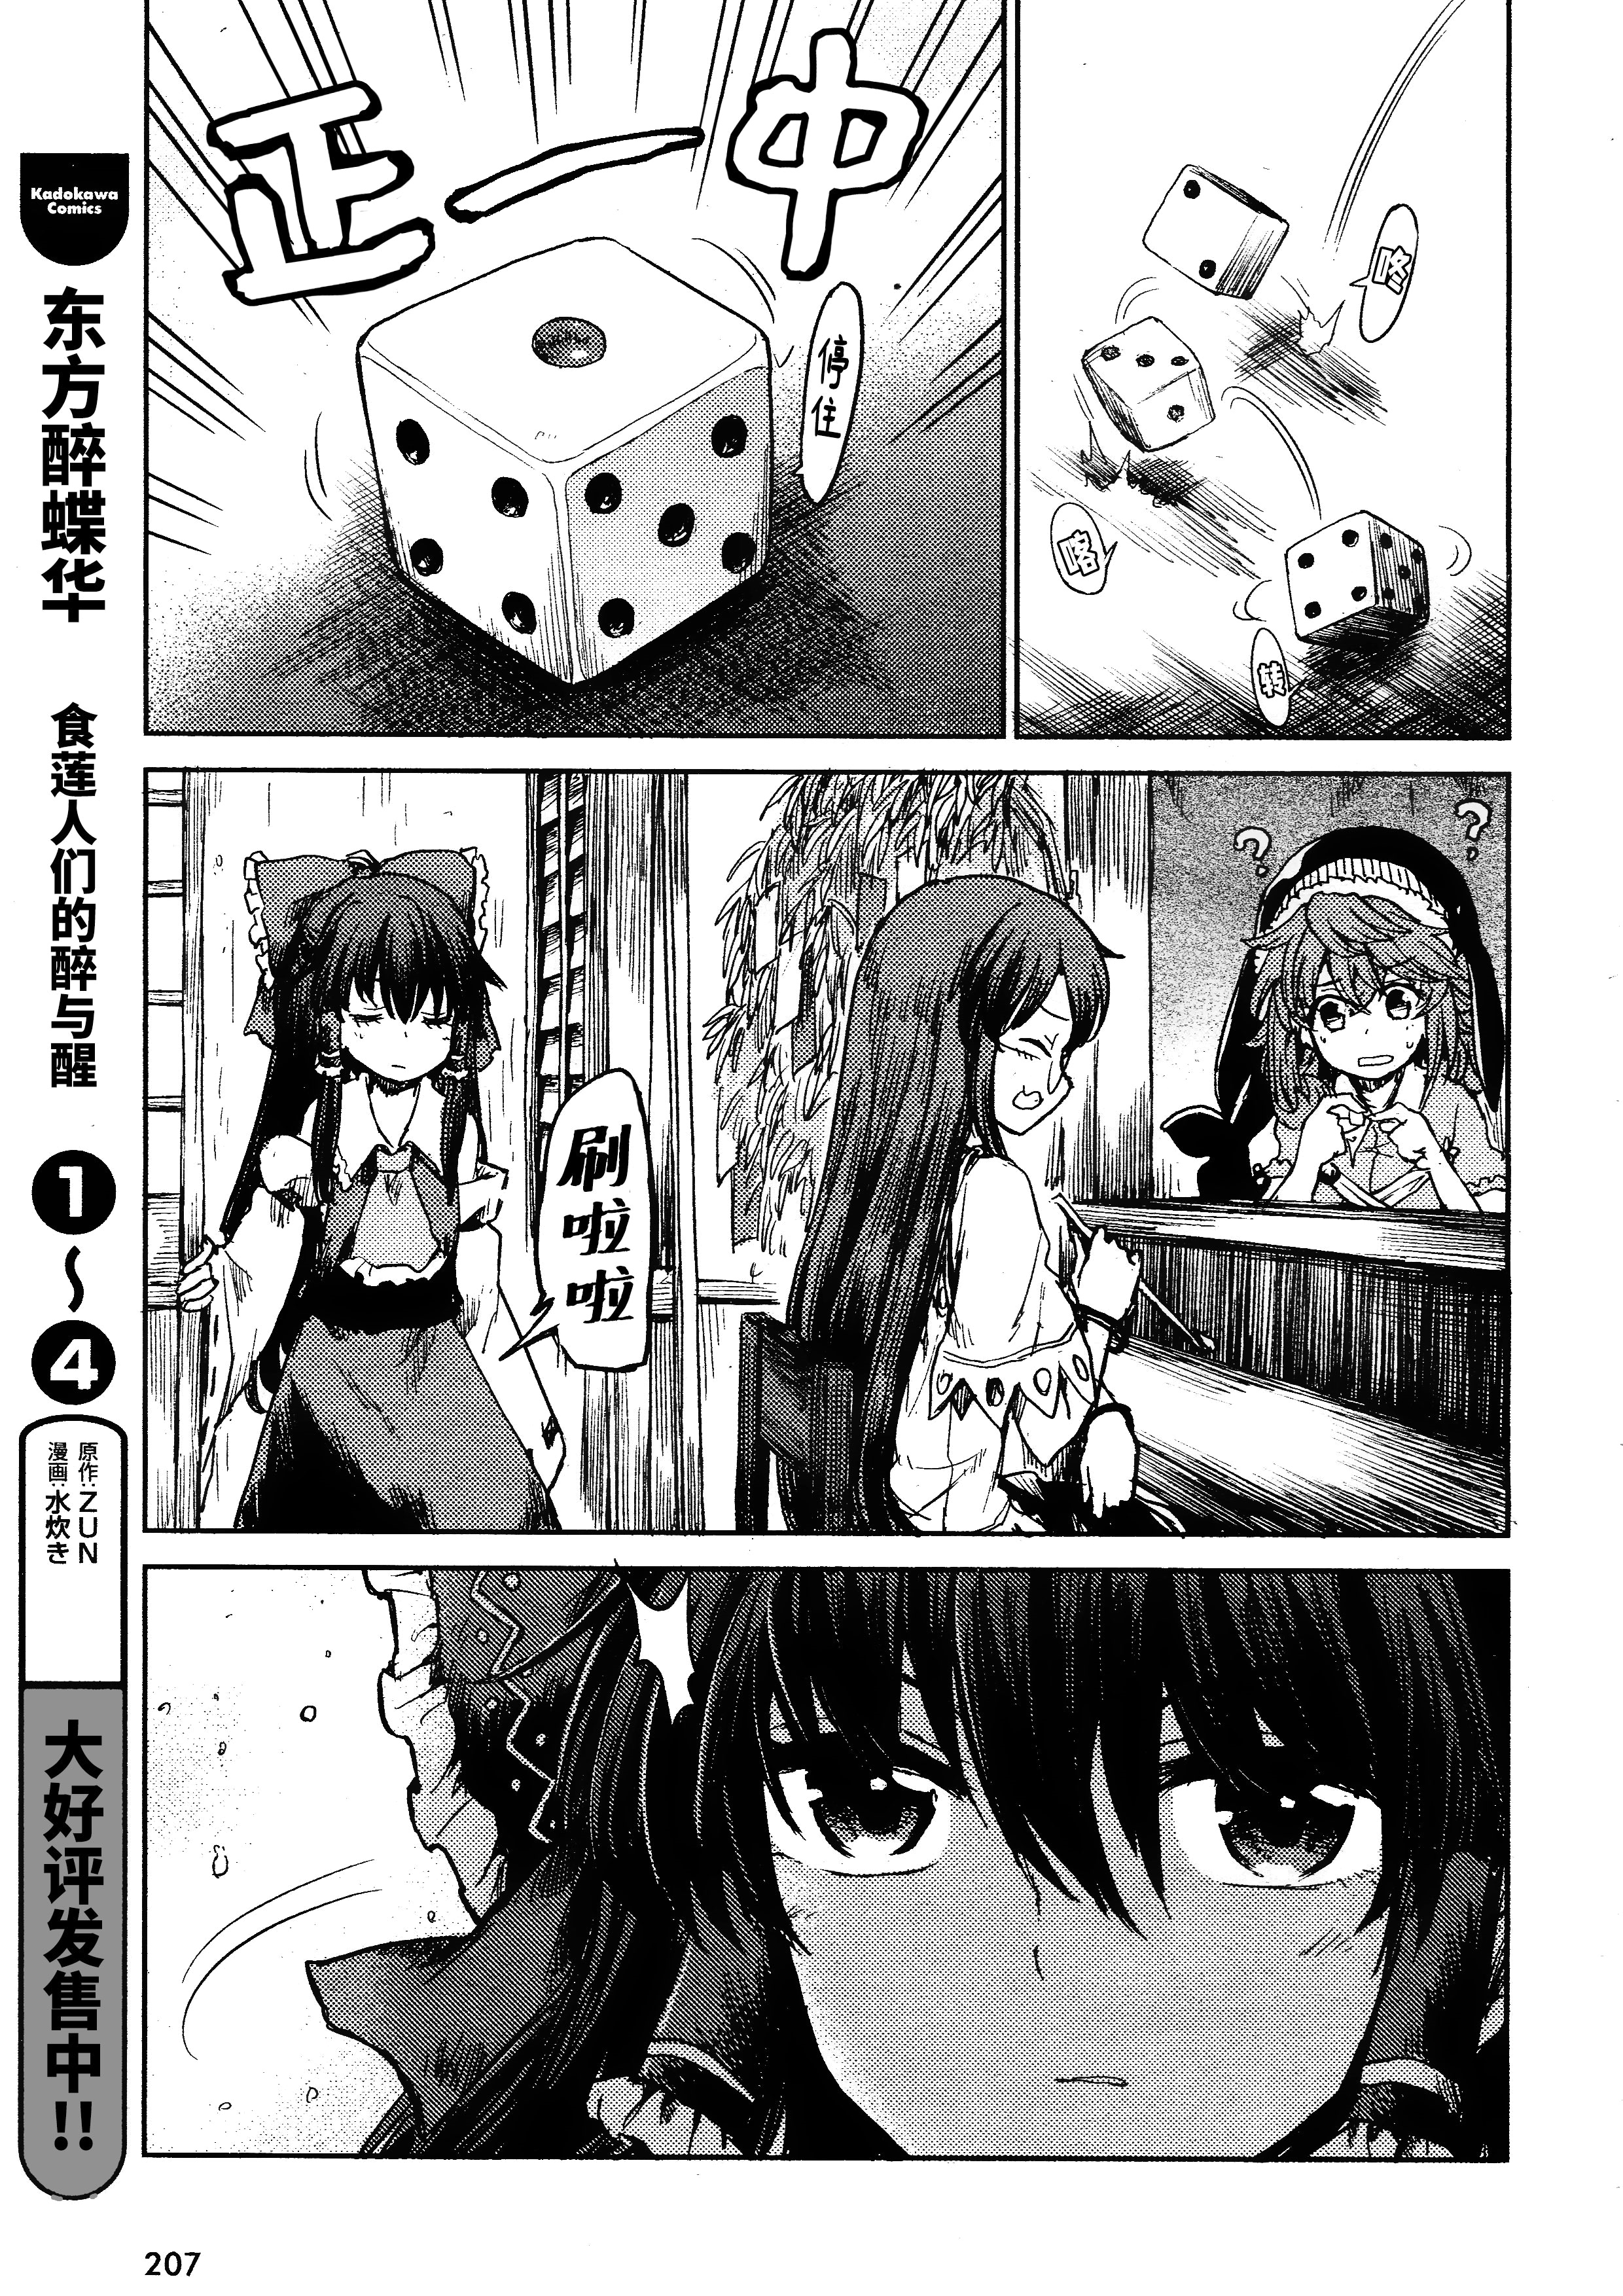 咚
喀
转
中一正
停住
？
？
刷啦啦
Kadokawa
Comics
东方醉蝶华
食莲人们的醉与醒
1～4
原作：ZUN
漫画：水炊き
大好评发售中!!
207